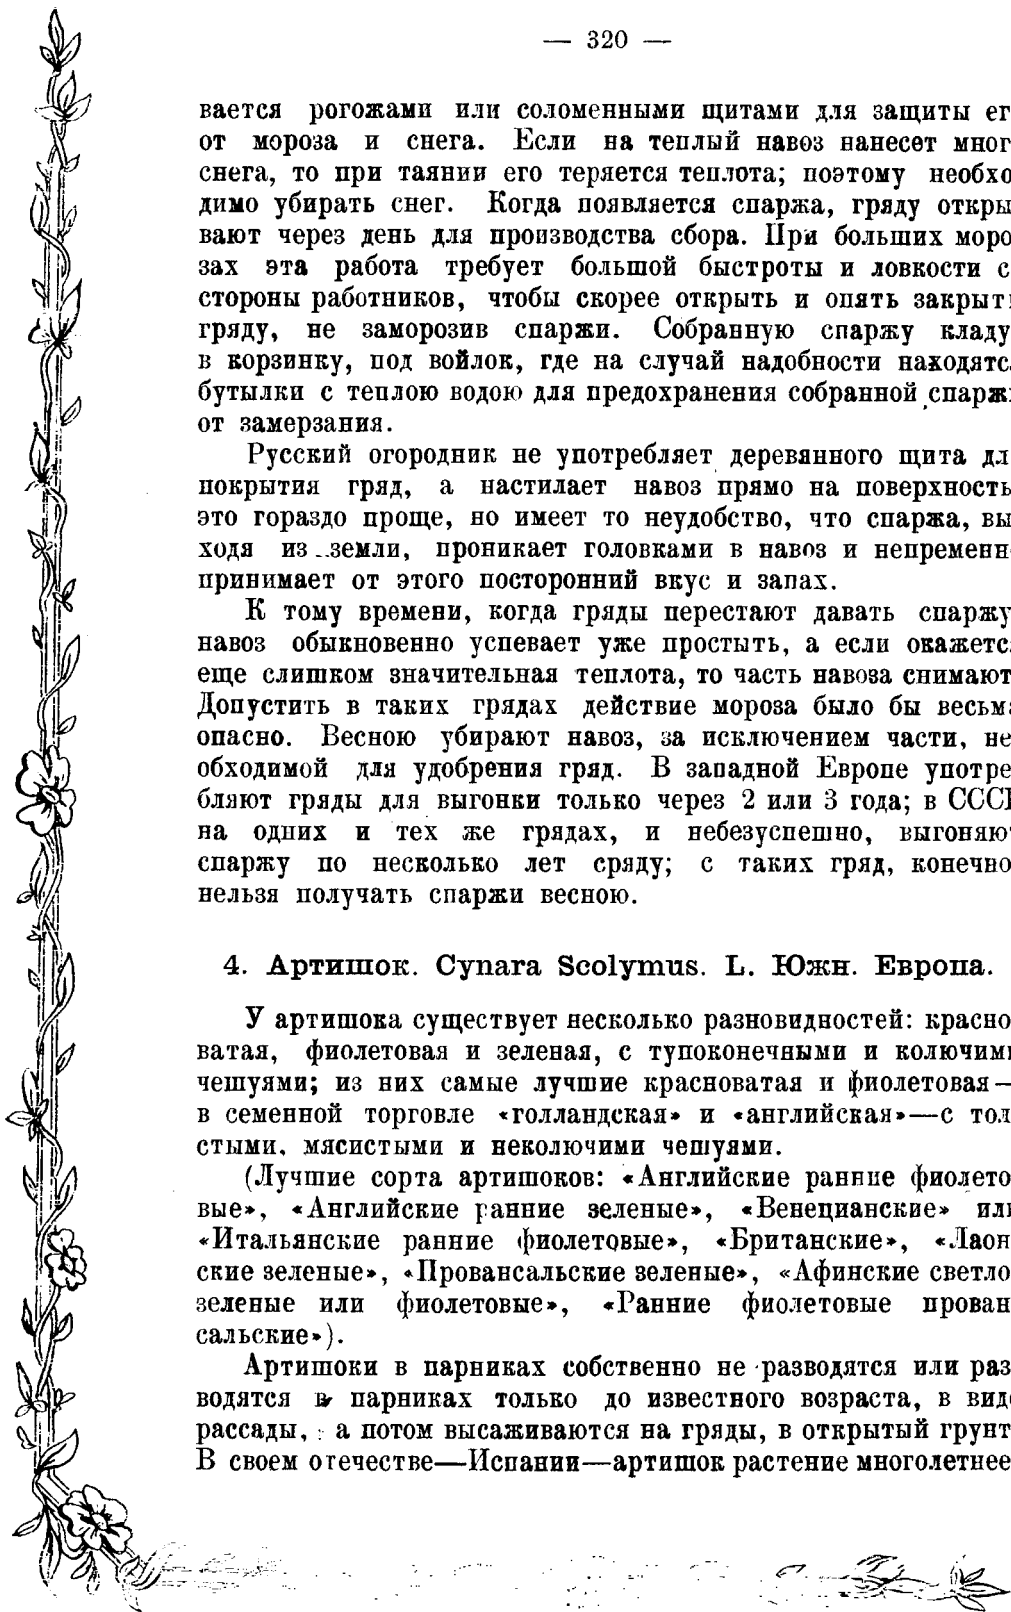 — 320 —
вается рогожами или соломенными щитами для защиты ег
от мороза и снега. Если на теплый навоз нанесет мног
снега, то при таянии его теряется теплота; поэтому необхо
димо убирать снег. Когда появляется спаржа, гряду откры
вают через день для производства сбора. При больших моро
зах эта работа требует большой быстроты и ловкости с
стороны работников, чтобы скорее открыть и опять закрыт
гряду, не заморозив спаржи. Собранную спаржу кладу
в корзинку, под войлок, где на случай надобности находятс
бутылки с теплою водою для предохранения собранной спарж
от замерзания.
Русский огородник не употребляет деревянного щита дл
покрытия гряд, а настилает навоз прямо на поверхность
это гораздо проще, но имеет то неудобство, что спаржа, вы
ходя из земли, проникает головками в навоз и непременн
принимает от этого посторонний вкус и запах.
К тому времени, когда гряды перестают давать спаржу
навоз обыкновенно успевает уже простыть, а если окажетс
еще слишком значительная теплота, то часть навоза снимают
Допустить в таких грядах действие мороза было бы весьм
опасно. Весною убирают навоз, за исключением части, не
обходимой для удобрения гряд. В западной Европе употре
бляют гряды для выгонки только через 2 или 3 года; в СССР
на одних и тех же грядах, и небезуспешно, выгоняют
спаржу по несколько лет сряду; с таких гряд, конечно
нельзя получать спаржи весною.
4. Артишок. Cynara Scolymus. L. Южн. Европа.
У артишока существует несколько разновидностей: красно
ватая, фиолетовая и зеленая, с тупоконечными и колючими
чешуями; из них самые лучшие красноватая и фиолетовая—
в семенной торговле «голландская» и «английская»—с тол
стыми, мясистыми и неколючими чешуями.
(Лучшие сорта артишоков: «Английские ранние фиолето
вые», «Английские ранние зеленые», «Венецианские» или
«Итальянские ранние фиолетовые», «Британские», «Лаон
ские зеленые», «Провансальские зеленые», «Афинские светло
зеленые или фиолетовые», «Ранние фиолетовые прован
сальские»).
Артишоки в парниках собственно не разводятся или раз
водятся в парниках только до известного возраста, в виде
рассады, а потом высаживаются на гряды, в открытый грунт
В своем отечестве—Испании—артишок растение многолетнее